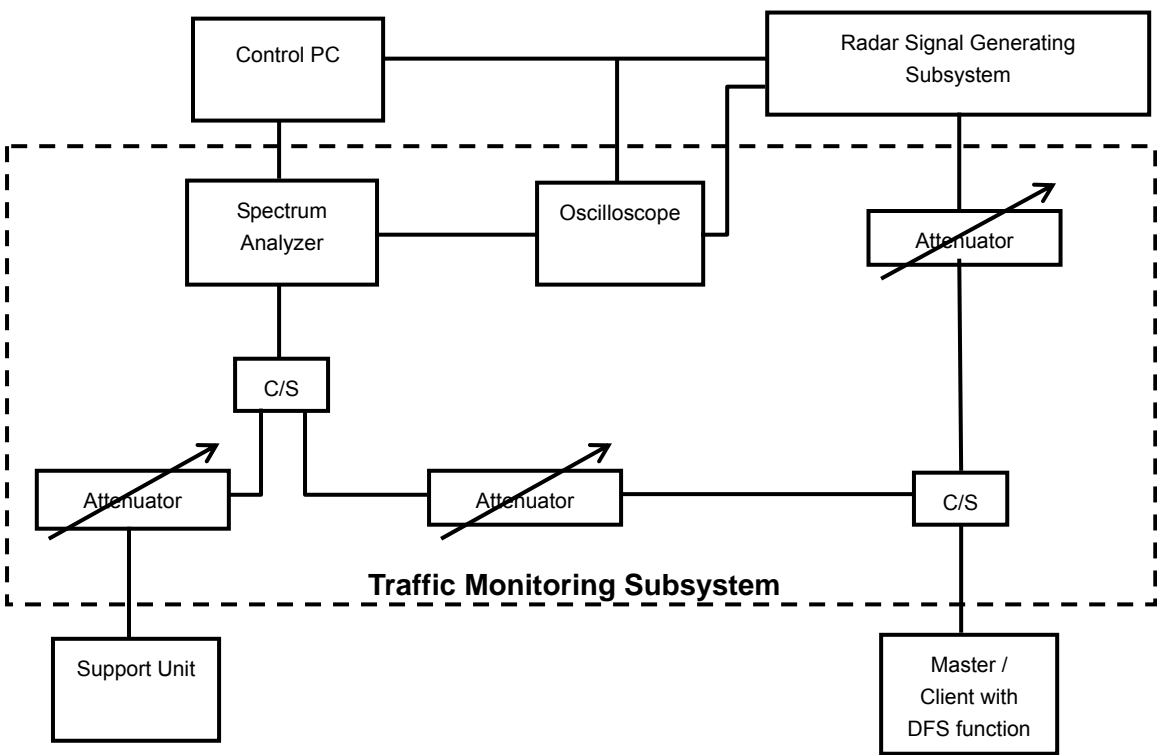 Control PC
Radar Signal Generating
Subsystem
Spectrum
Analyzer
Oscilloscope
Attenuator
C/S
Attenuator
Attenuator
C/S
Traffic Monitoring Subsystem
Support Unit
Master /
Client with
DFS function